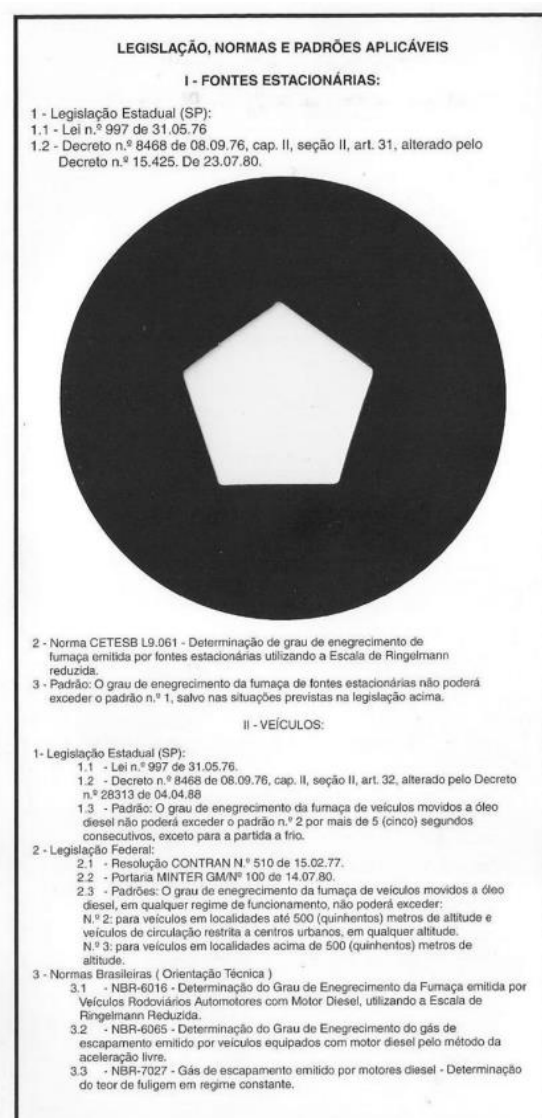 LEGISLAÇÃO, NORMAS E PADRÕES APLICÁVEIS
I - FONTES ESTACIONÁRIAS:
1 - Legislação Estadual (SP):
1.1 - Lei n.º 997 de 31.05.76
1.2 - Decreto n.º 8468 de 08.09.76, cap. II, seção II, art. 31, alterado pelo
Decreto n.º 15.425. De 23.07.80.
2 - Norma CETESB L9.061 - Determinação de grau de enegrecimento de
fumaça emitida por fontes estacionárias utilizando a Escala de Ringelmann
reduzida.
3 - Padrão: O grau de enegrecimento da fumaça de fontes estacionárias não poderá
exceder o padrão n.º 1, salvo nas situações previstas na legislação acima.
II - VEÍCULOS:
1- Legislação Estadual (SP):
1.1 - Lei n.º 997 de 31.05.76.
1.2 - Decreto n.º 8468 de 08.09.76, cap. II, seção II, art. 32, alterado pelo Decreto
n.º 28313 de 04.04.88
1.3 - Padrão: O grau de enegrecimento da fumaça de veículos movidos a óleo
diesel não poderá exceder o padrão n.º 2 por mais de 5 (cinco) segundos
consecutivos, exceto para a partida a frio.
2 - Legislação Federal:
2.1 - Resolução CONTRAN N.º 510 de 15.02.77.
2.2 - Portaria MINTER GM/Nº 100 de 14.07.80.
2.3 - Padrões: O grau de enegrecimento da fumaça de veículos movidos a óleo
diesel, em qualquer regime de funcionamento, não poderá exceder:
N.º 2: para veículos em localidades até 500 (quinhentos) metros de altitude e
veículos de circulação restrita a centros urbanos, em qualquer altitude.
N.º 3: para veículos em localidades acima de 500 (quinhentos) metros de
altitude.
3 - Normas Brasileiras ( Orientação Técnica )
3.1 - NBR-6016 - Determinação do Grau de Enegrecimento da Fumaça emitida por
Veículos Rodoviários Automotores com Motor Diesel, utilizando a Escala de
Ringelmann Reduzida.
3.2 - NBR-6065 - Determinação do Grau de Enegrecimento do gás de
escapamento emitido por veículos equipados com motor diesel pelo método da
aceleração livre.
3.3 - NBR-7027 - Gás de escapamento emitido por motores diesel - Determinação
do teor de fuligem em regime constante.